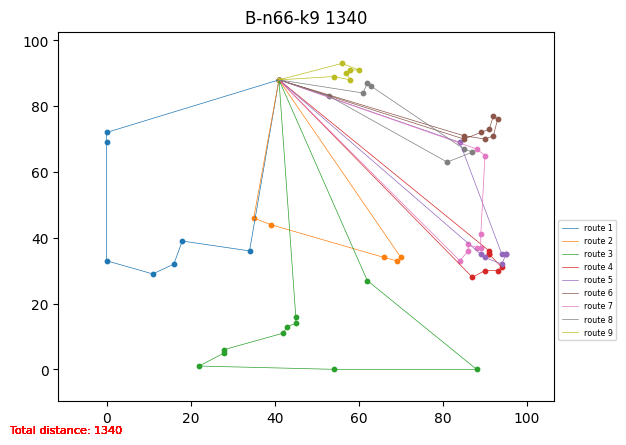 B-n66-k9 1340
100
80
60
40
20
0
0 20 40 60 80 100
route 1
route 2
route 3
route 4
route 5
route 6
route 7
route 8
route 9
Total distance: 1340